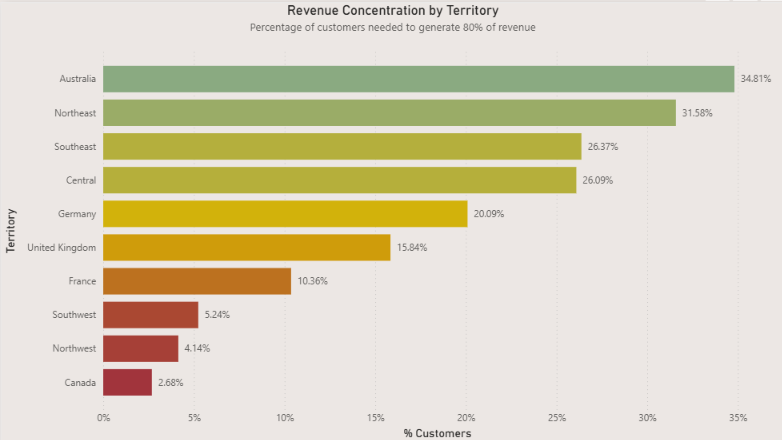 Revenue Concentration by Territory
Percentage of customers needed to generate 80% of revenue
Territory
Australia 34.81%
Northeast 31.58%
Southeast 26.37%
Central 26.09%
Germany 20.09%
United Kingdom 15.84%
France 10.36%
Southwest 5.24%
Northwest 4.14%
Canada 2.68%
0% 5% 10% 15% 20% 25% 30% 35%
% Customers